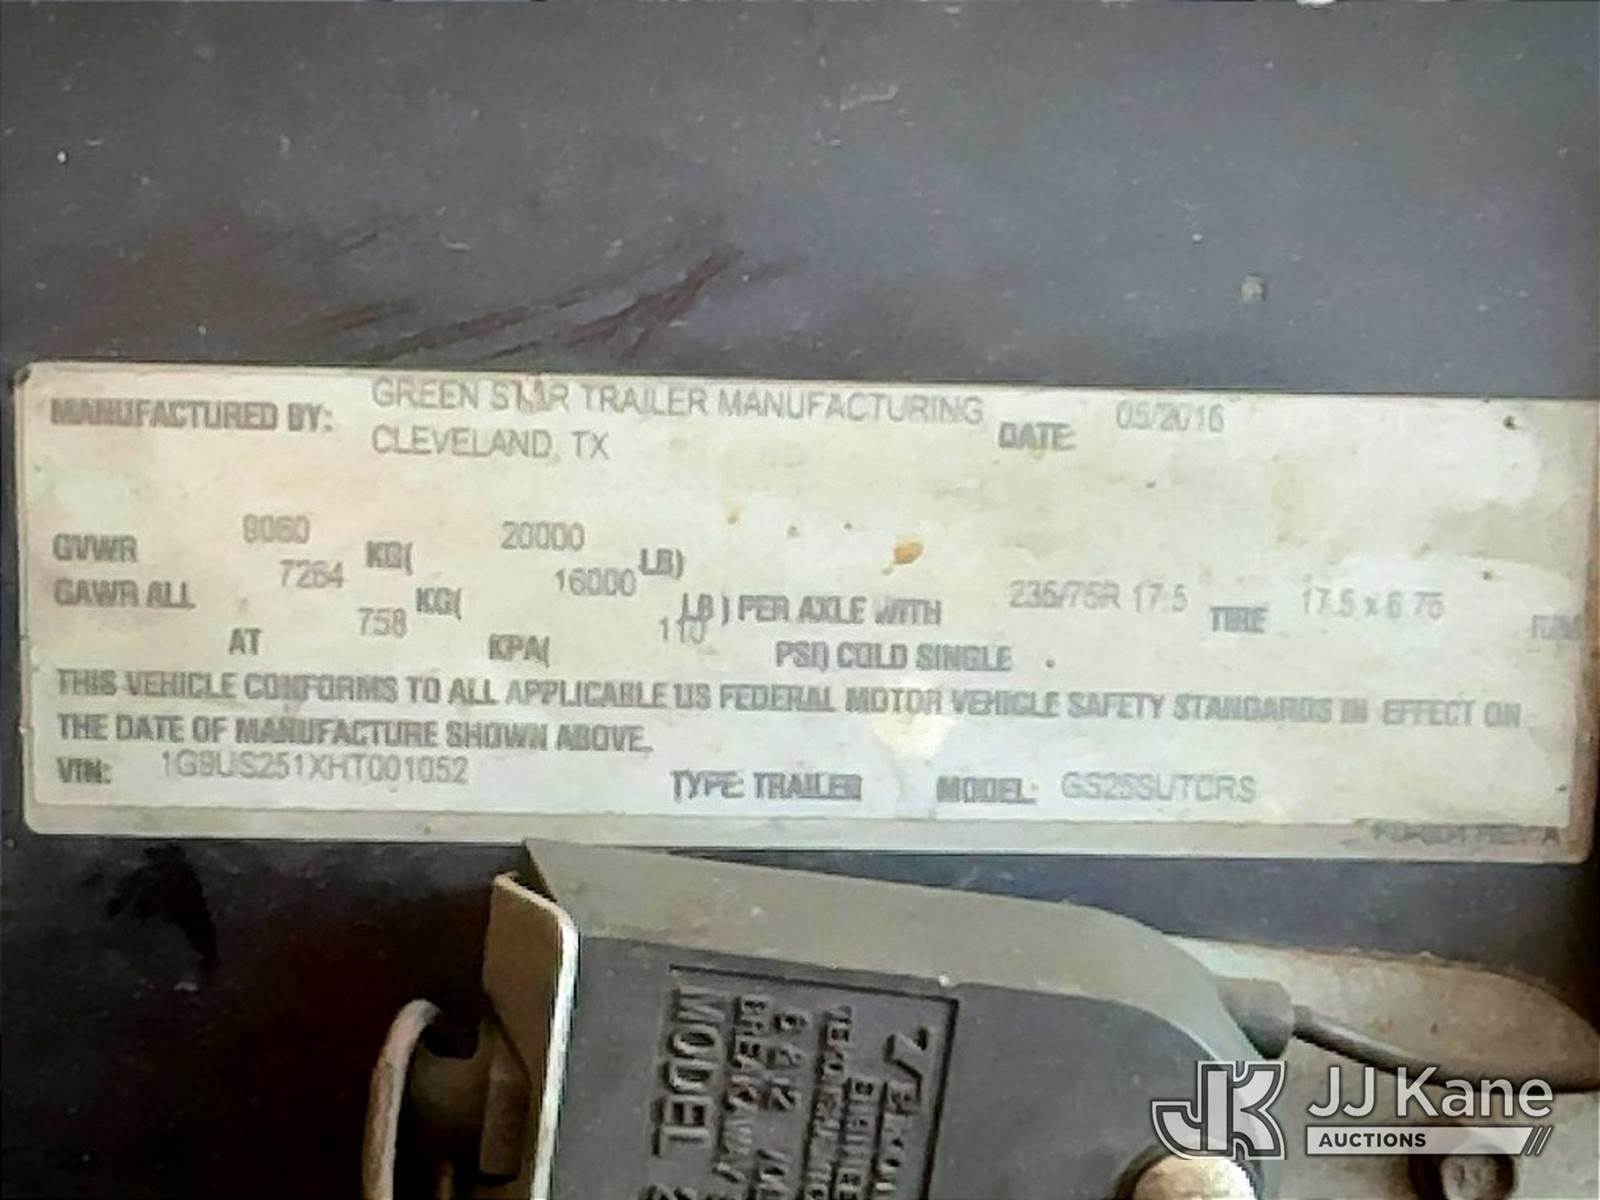 MANUFACTURED BY: GREEN STAR TRAILER MANUFACTURING
CLEVELAND, TX
DATE: 05/2016
GVWR 9060 KG( 20000 LB)
GAWR ALL 7264 KG( 16000 LB ) PER AXLE WITH 235/75R 17.5 TIRE 17.5 x 6.75 RIM
AT 758 KPA( 110 PSI) COLD SINGLE .
THIS VEHICLE CONFORMS TO ALL APPLICABLE US FEDERAL MOTOR VEHICLE SAFETY STANDARDS IN EFFECT ON
THE DATE OF MANUFACTURE SHOWN ABOVE.
VIN: 1G9US251XHT001052 TYPE: TRAILER MODEL: GS25SUTCRS
MODEL
BREAKAWAY
JK JJ Kane
AUCTIONS